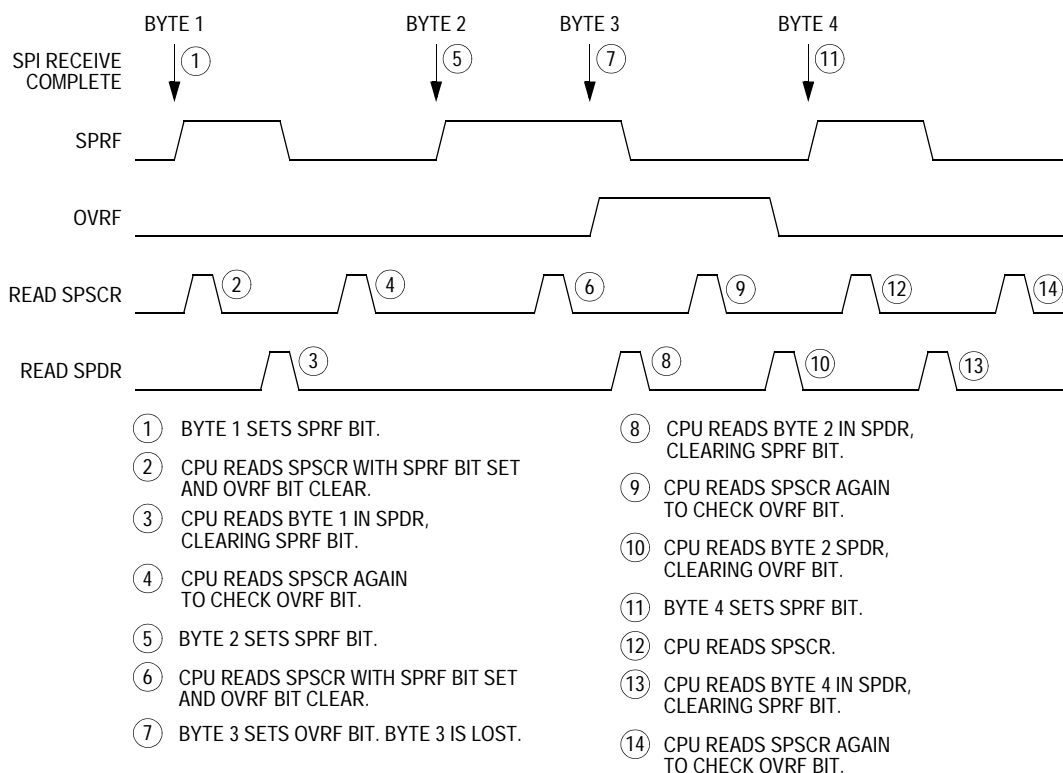 BYTE 1 BYTE 2 BYTE 3 BYTE 4
SPI RECEIVE
COMPLETE
1 5 7 11
SPRF
OVRF
READ SPSCR
2 4 6 9 12 14
READ SPDR
3 8 10 13
1 BYTE 1 SETS SPRF BIT.
2 CPU READS SPSCR WITH SPRF BIT SET
AND OVRF BIT CLEAR.
3 CPU READS BYTE 1 IN SPDR,
CLEARING SPRF BIT.
4 CPU READS SPSCR AGAIN
TO CHECK OVRF BIT.
5 BYTE 2 SETS SPRF BIT.
6 CPU READS SPSCR WITH SPRF BIT SET
AND OVRF BIT CLEAR.
7 BYTE 3 SETS OVRF BIT. BYTE 3 IS LOST.
8 CPU READS BYTE 2 IN SPDR,
CLEARING SPRF BIT.
9 CPU READS SPSCR AGAIN
TO CHECK OVRF BIT.
10 CPU READS BYTE 2 SPDR,
CLEARING OVRF BIT.
11 BYTE 4 SETS SPRF BIT.
12 CPU READS SPSCR.
13 CPU READS BYTE 4 IN SPDR,
CLEARING SPRF BIT.
14 CPU READS SPSCR AGAIN
TO CHECK OVRF BIT.